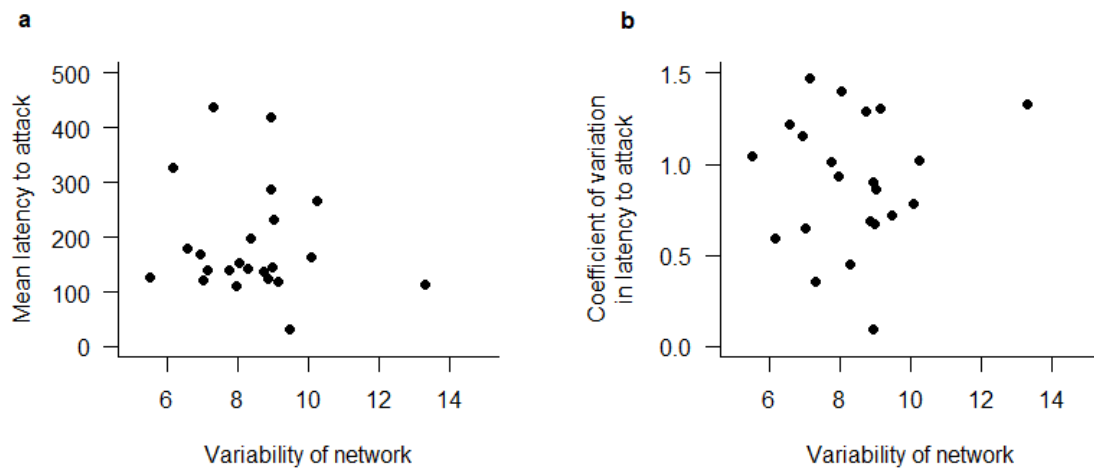 a
500
400
300
200
100
0
Mean latency to attack
6 8 10 12 14
Variability of network
b
1.5
1.0
0.5
0.0
Coefficient of variation
in latency to attack
6 8 10 12 14
Variability of network